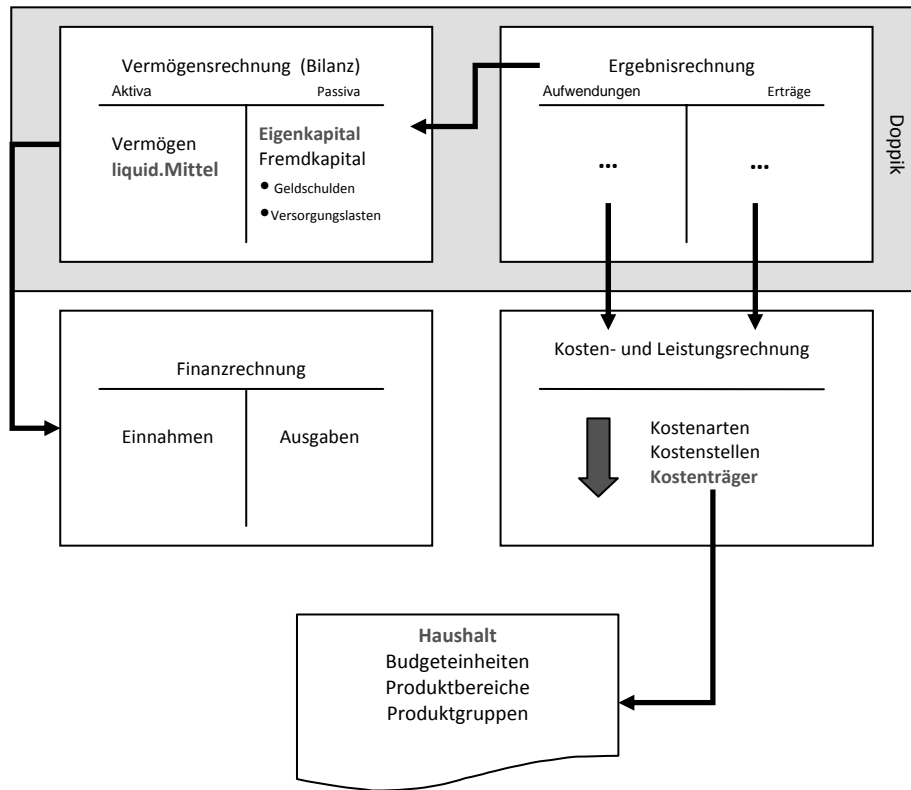 Vermögensrechnung (Bilanz)
Aktiva Passiva
Vermögen
liquid.Mittel
Eigenkapital
Fremdkapital
• Geldschulden
• Versorgungslasten
Ergebnisrechnung
Aufwendungen Erträge
... ...
Doppik
Finanzrechnung
Einnahmen Ausgaben
Kosten- und Leistungsrechnung
Kostenarten
Kostenstellen
Kostenträger
Haushalt
Budgeteinheiten
Produktbereiche
Produktgruppen